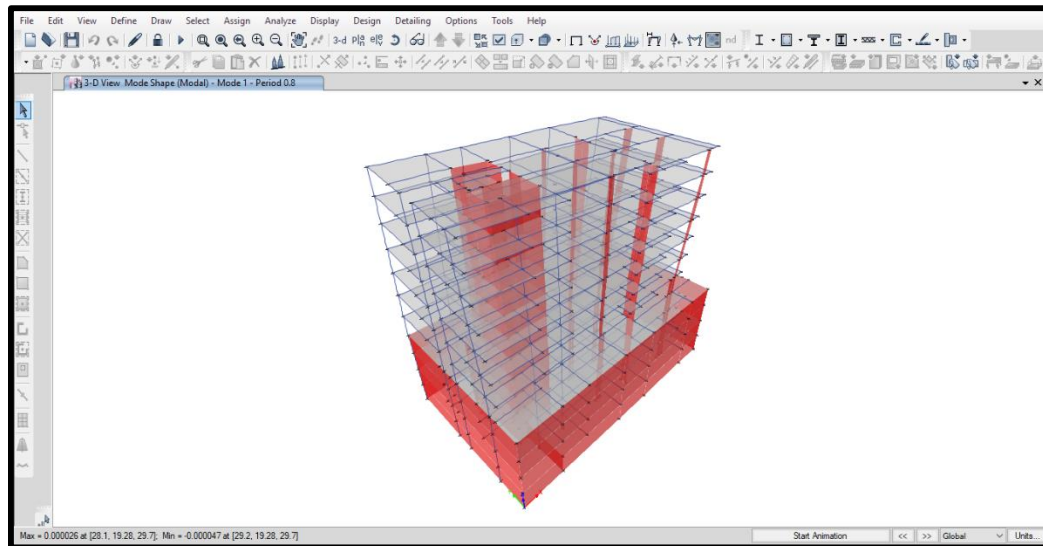 File Edit View Define Draw Select Assign Analyze Display Design Detailing Options Tools Help
3-d nd
3-D View Mode Shape (Modal) - Mode 1 - Period 0.8
Max = 0.000026 at [28.1, 19.28, 29.7]; Min = -0.000047 at [29.2, 19.28, 29.7] Start Animation << >> Global Units...